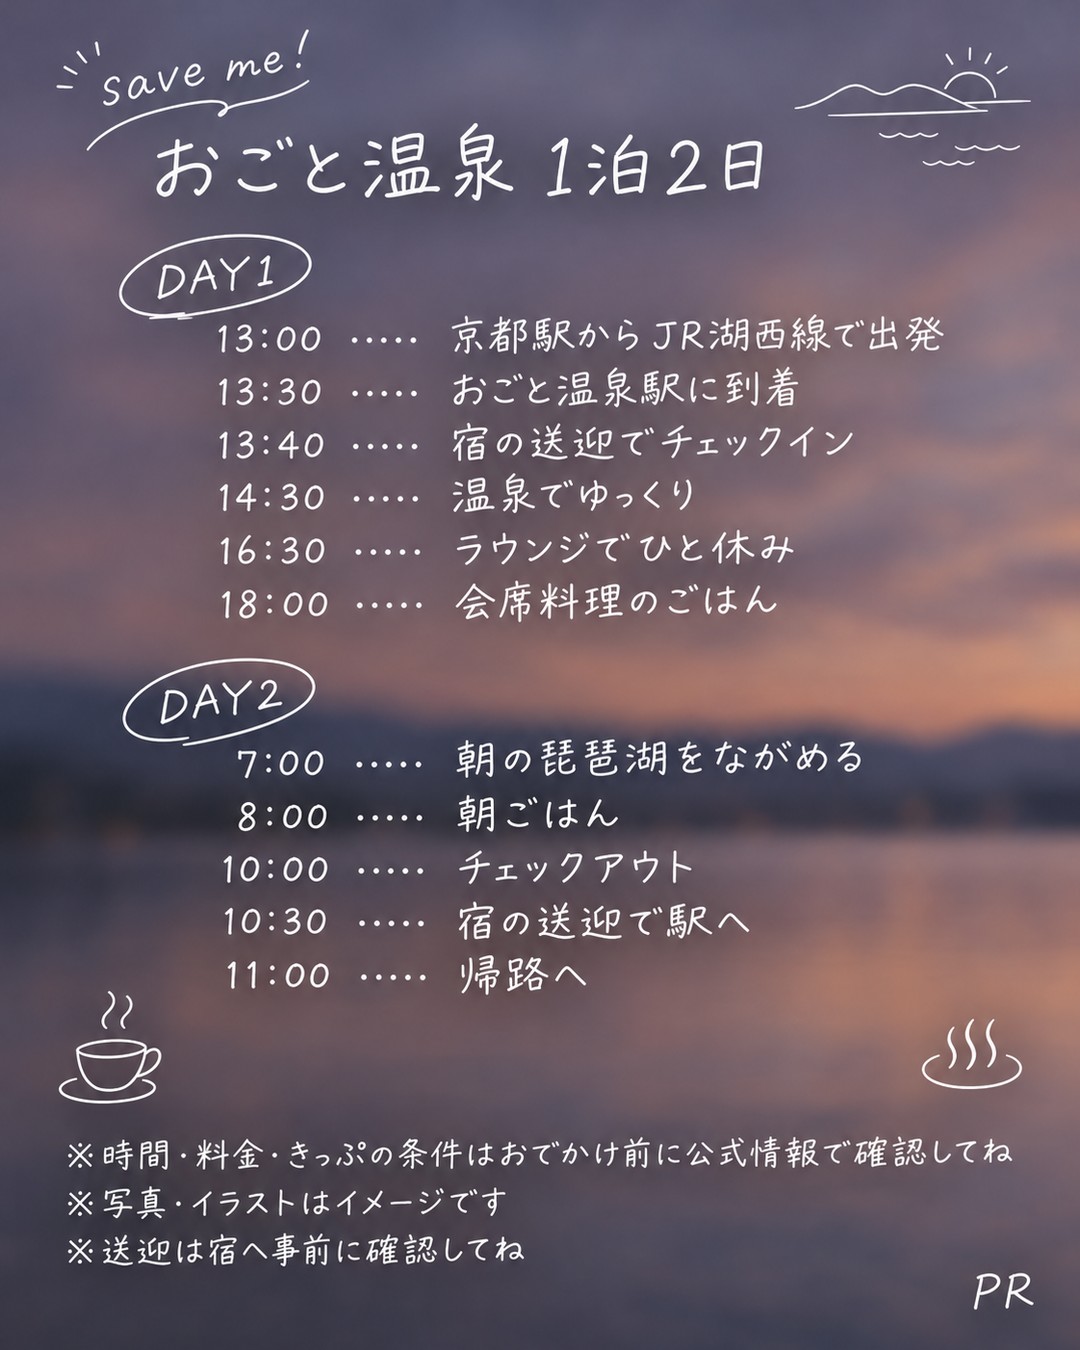 save me!
おごと温泉 1泊2日
DAY1
13:00 ····· 京都駅からJR湖西線で出発
13:30 ····· おごと温泉駅に到着
13:40 ····· 宿の送迎でチェックイン
14:30 ····· 温泉でゆっくり
16:30 ····· ラウンジでひと休み
18:00 ····· 会席料理のごはん
DAY2
7:00 ····· 朝の琵琶湖をながめる
8:00 ····· 朝ごはん
10:00 ····· チェックアウト
10:30 ····· 宿の送迎で駅へ
11:00 ····· 帰路へ
※時間·料金·きっぷの条件はおでかけ前に公式情報で確認してね
※写真·イラストはイメージです
※送迎は宿へ事前に確認してね
PR